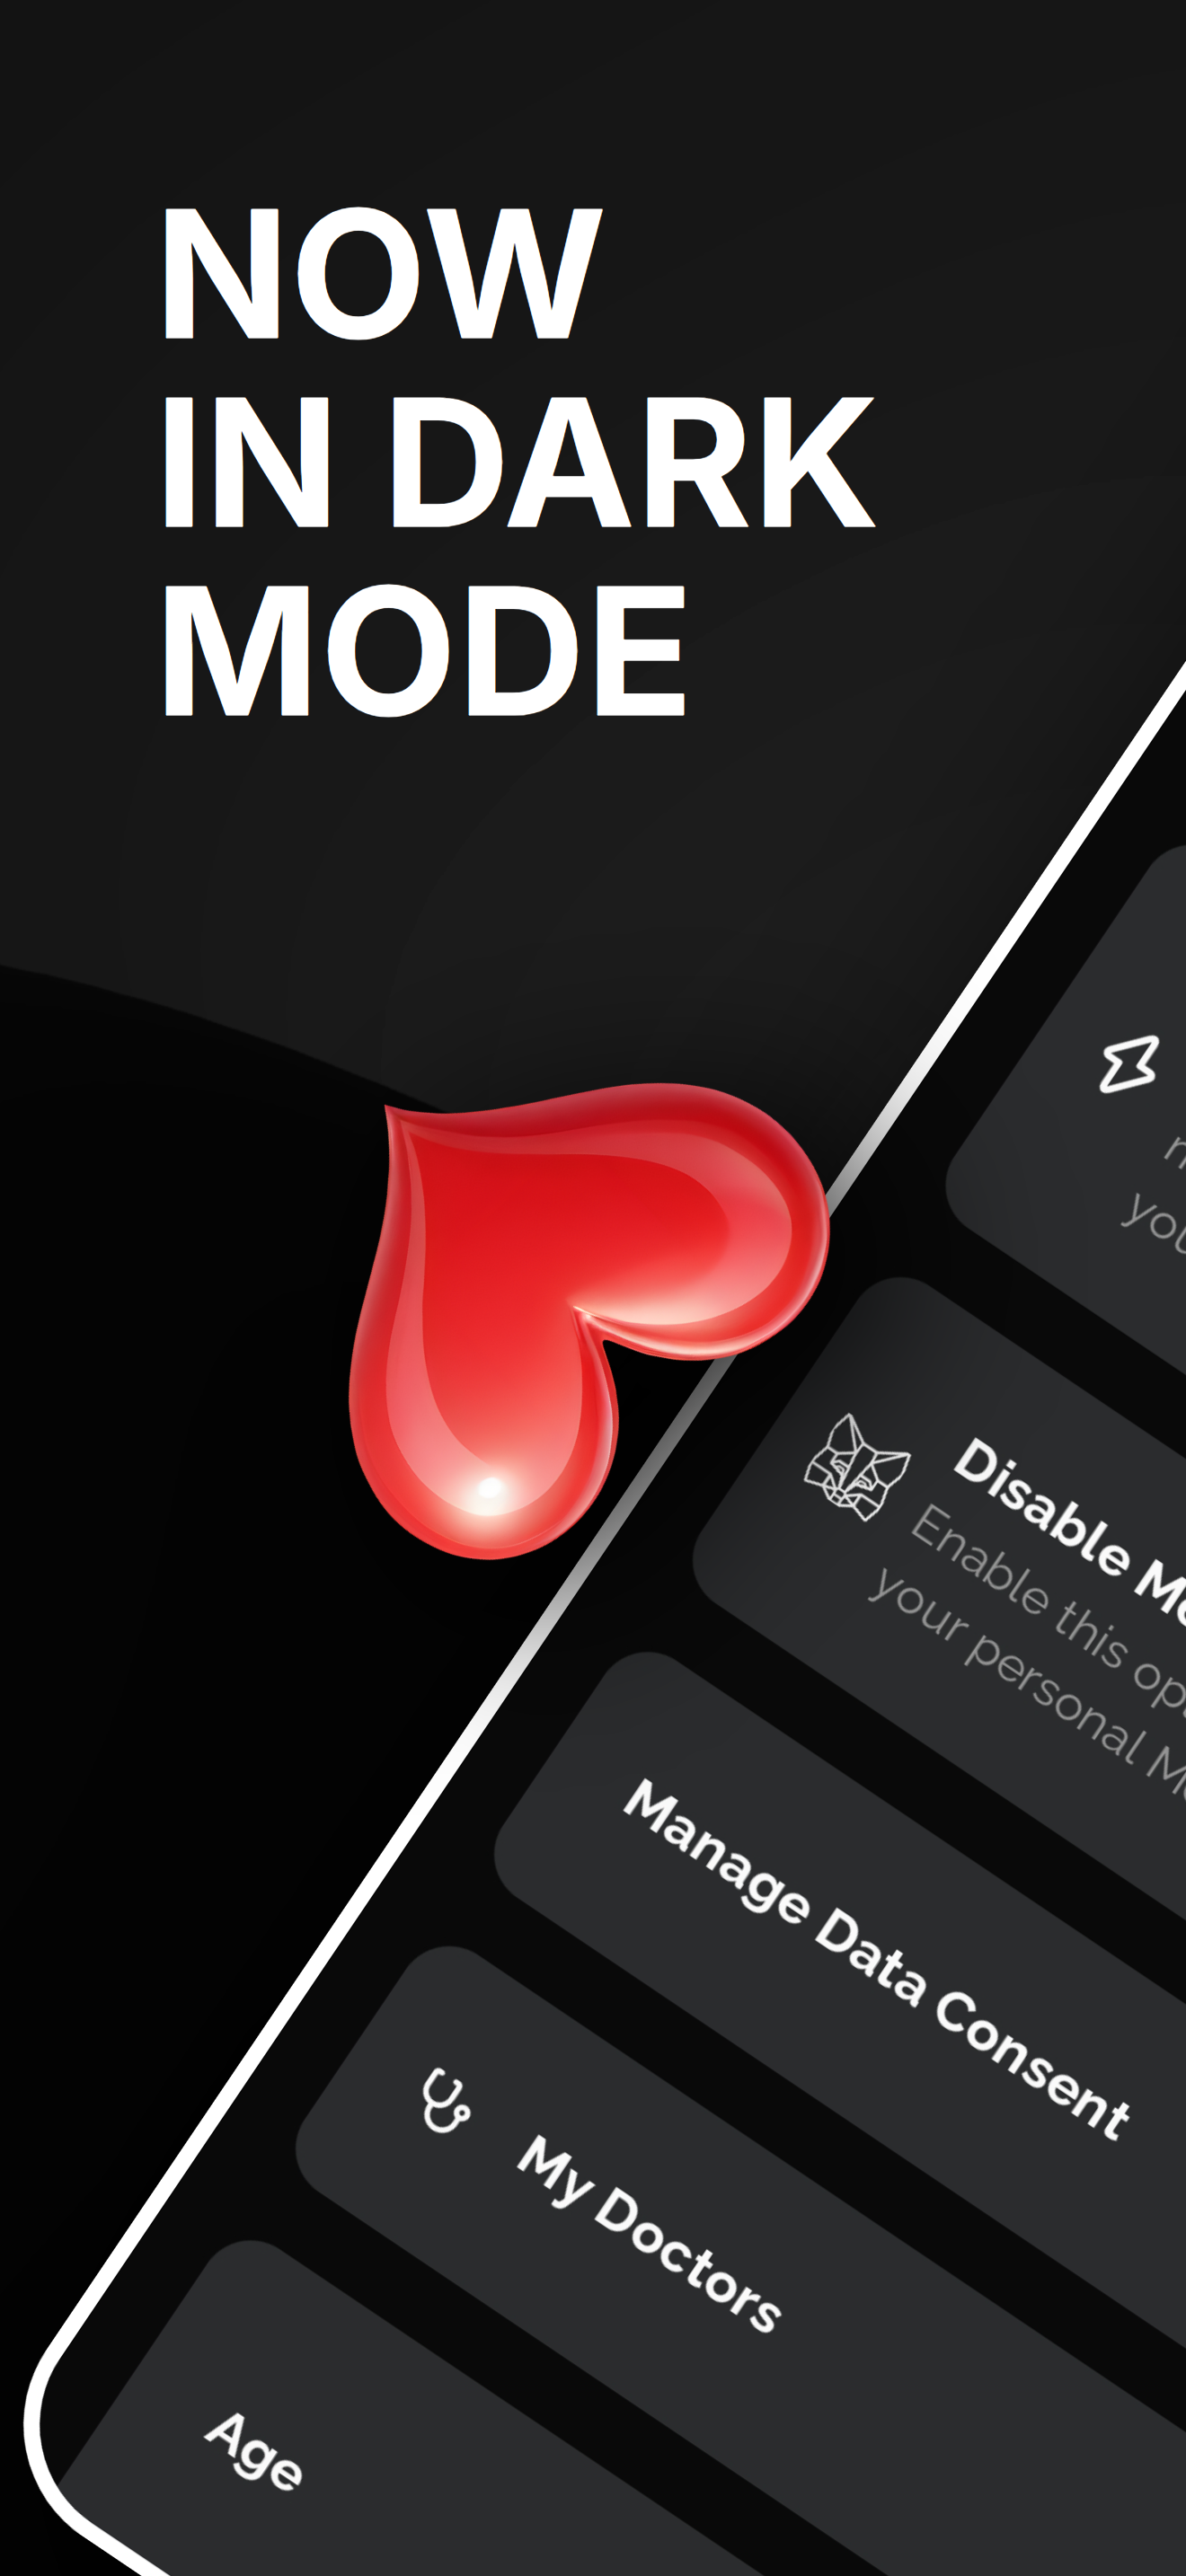 NOW
IN DARK
MODE
Disable
Enable this
your personal
Manage Data Consent
My Doctors
Age